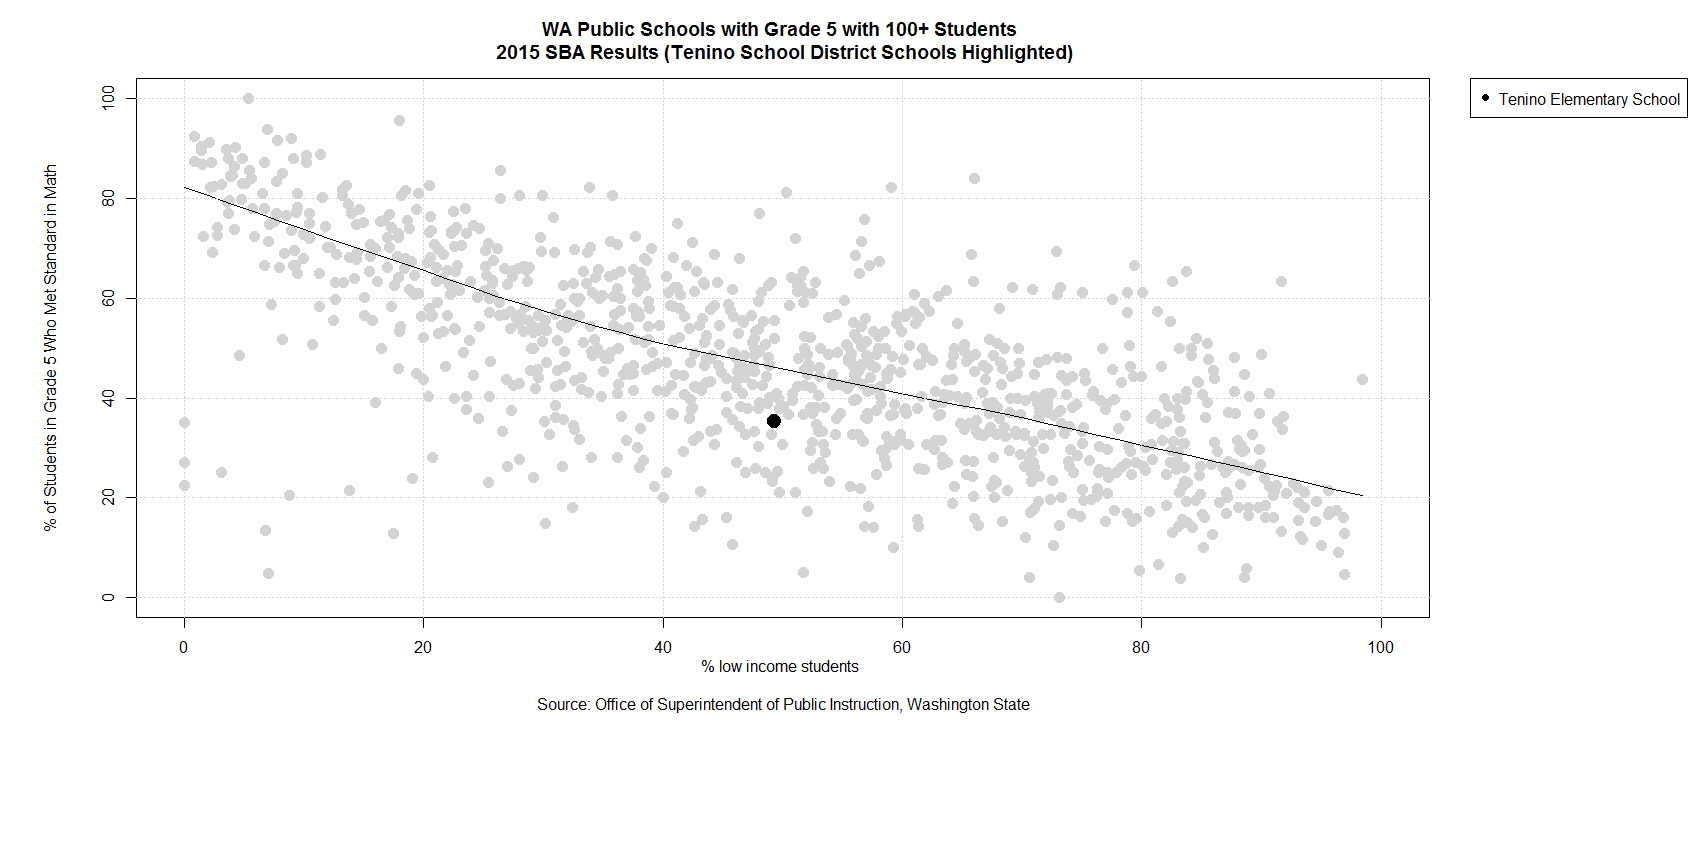 WA Public Schools with Grade 5 with 100+ Students
2015 SBA Results (Tenino School District Schools Highlighted)
Tenino Elementary School
% of Students in Grade 5 Who Met Standard in Math
100
80
60
40
20
0
0 20 40 60 80 100
% low income students
Source: Office of Superintendent of Public Instruction, Washington State